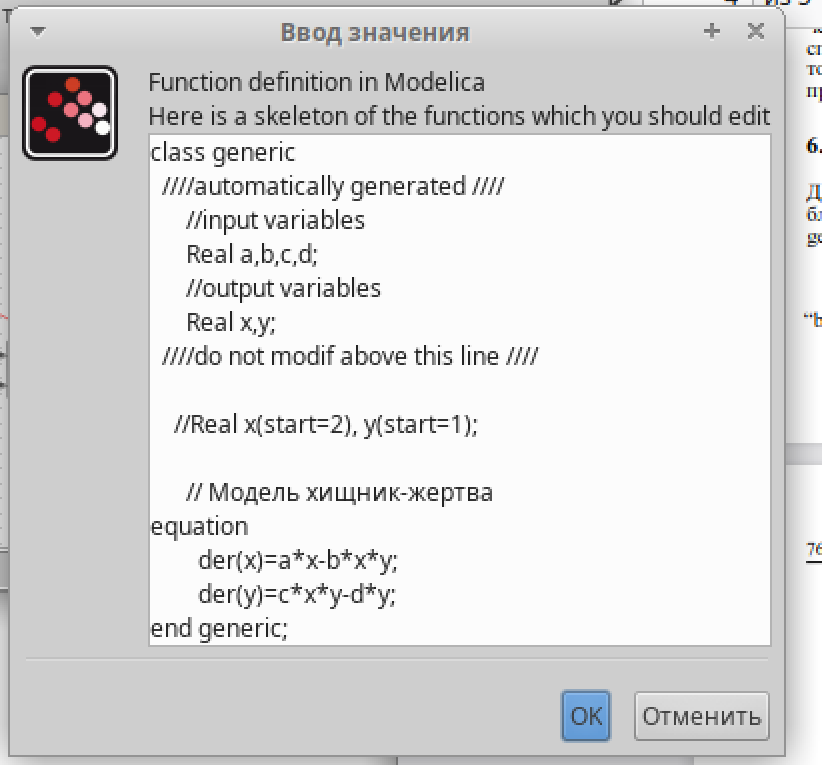 Ввод значения
Function definition in Modelica
Here is a skeleton of the functions which you should edit
class generic
////automatically generated ////
//input variables
Real a,b,c,d;
//output variables
Real x,y;
////do not modif above this line ////
//Real x(start=2), y(start=1);
// Модель хищник-жертва
equation
der(x)=a*x-b*x*y;
der(y)=c*x*y-d*y;
end generic;
OK
Отменить
6.
76